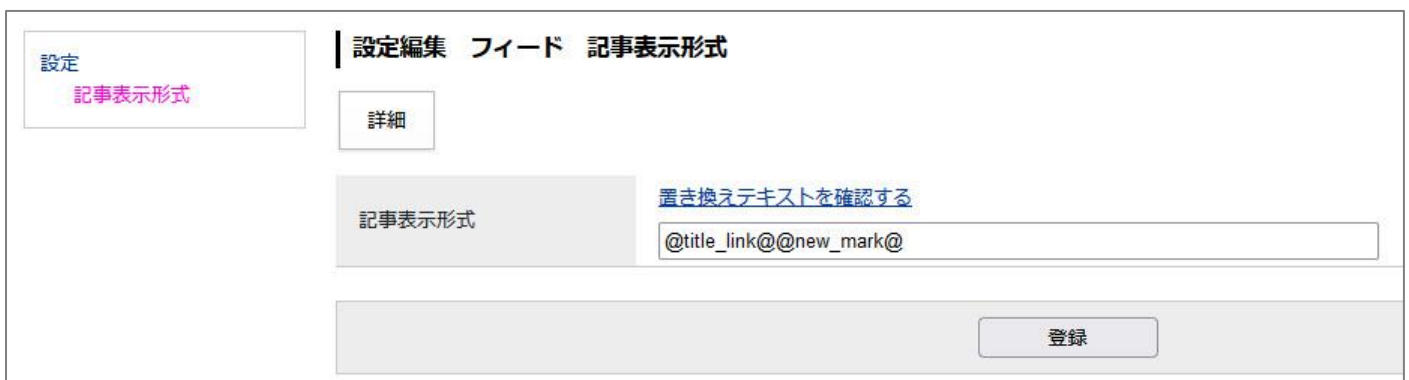 設定
記事表示形式
設定編集　フィード　記事表示形式
詳細
記事表示形式
置き換えテキストを確認する
@title_link@@new_mark@
登録